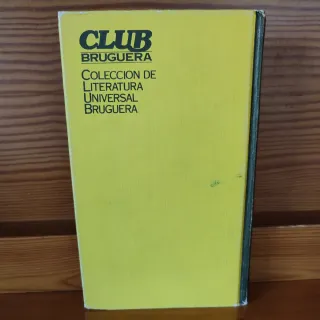 CLUB
BRUGUERA
COLECCION DE
LITERATURA
UNIVERSAL
BRUGUERA